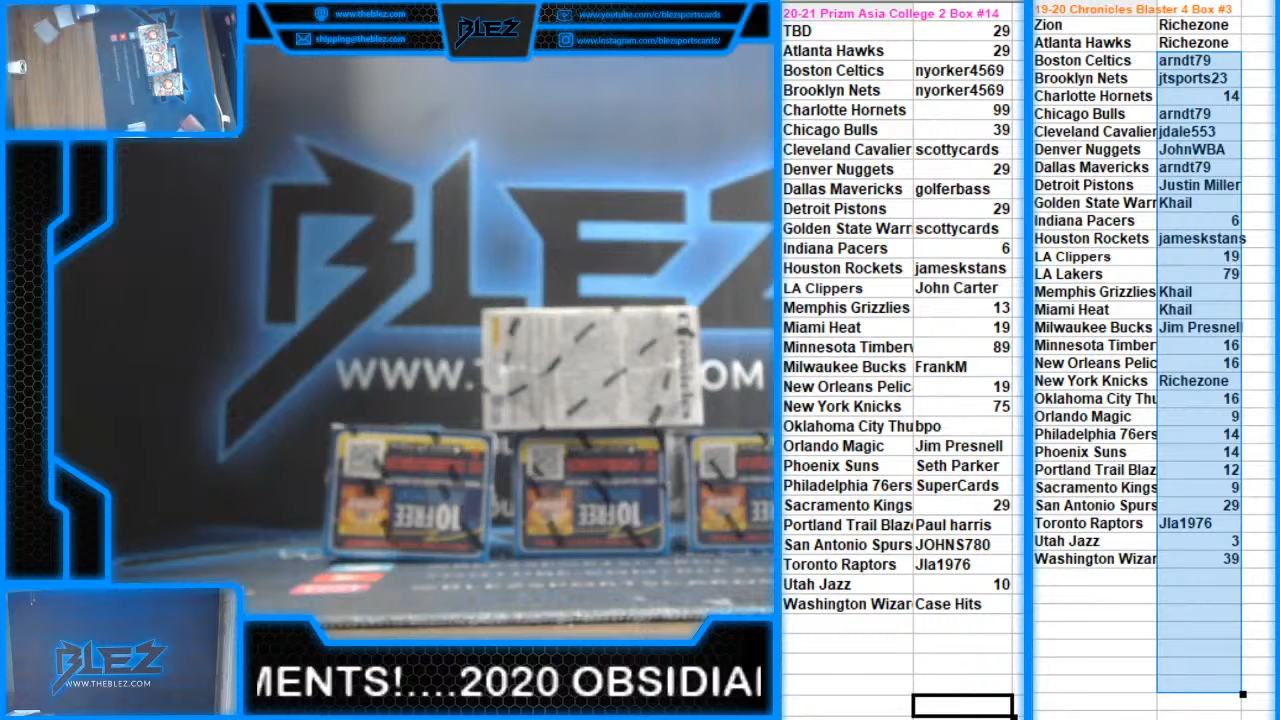 www.theblez.com
shipping@theblez.com
BLEZ
www.youtube.com/c/blezsportscards/
www.instagram.com/blezsportscards/
BLEZ
WWW.T
OM
10 FREE
10 FREE
10 FREE
BLEZ
WWW.THEBLEZ.COM
MENTS!....2020 OBSIDIAI
20-21 Prizm Asia College 2 Box #14
TBD 29
Atlanta Hawks 29
Boston Celtics nyorker4569
Brooklyn Nets nyorker4569
Charlotte Hornets 99
Chicago Bulls 39
Cleveland Cavalier scottycards
Denver Nuggets 29
Dallas Mavericks golferbass
Detroit Pistons 29
Golden State Warr scottycards
Indiana Pacers 6
Houston Rockets jameskstans
LA Clippers John Carter
Memphis Grizzlies 13
Miami Heat 19
Minnesota Timberv 89
Milwaukee Bucks FrankM
New Orleans Pelic 19
New York Knicks 75
Oklahoma City Thu bpo
Orlando Magic Jim Presnell
Phoenix Suns Seth Parker
Philadelphia 76ers SuperCards
Sacramento Kings 29
Portland Trail Blaze Paul harris
San Antonio Spurs JOHNS780
Toronto Raptors Jla1976
Utah Jazz 10
Washington Wizar Case Hits
19-20 Chronicles Blaster 4 Box #3
Zion Richezone
Atlanta Hawks Richezone
Boston Celtics arndt79
Brooklyn Nets jtsports23
Charlotte Hornets 14
Chicago Bulls arndt79
Cleveland Cavalier jdale553
Denver Nuggets JohnWBA
Dallas Mavericks arndt79
Detroit Pistons Justin Miller
Golden State Warr Khail
Indiana Pacers 6
Houston Rockets jameskstans
LA Clippers 19
LA Lakers 79
Memphis Grizzlies Khail
Miami Heat Khail
Milwaukee Bucks Jim Presnell
Minnesota Timber 16
New Orleans Pelic 16
New York Knicks Richezone
Oklahoma City Thu 16
Orlando Magic 9
Philadelphia 76ers 14
Phoenix Suns 14
Portland Trail Blaz 12
Sacramento Kings 9
San Antonio Spurs 29
Toronto Raptors Jla1976
Utah Jazz 3
Washington Wizar 39